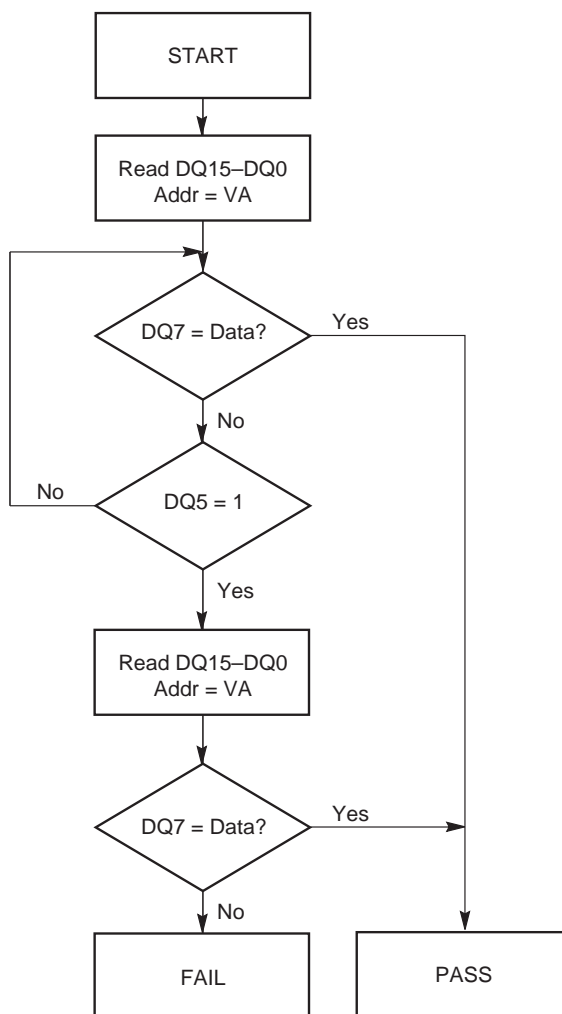 START
Read DQ15–DQ0
Addr = VA
DQ7 = Data?
Yes
No
No
DQ5 = 1
Yes
Read DQ15–DQ0
Addr = VA
DQ7 = Data?
Yes
No
FAIL
PASS